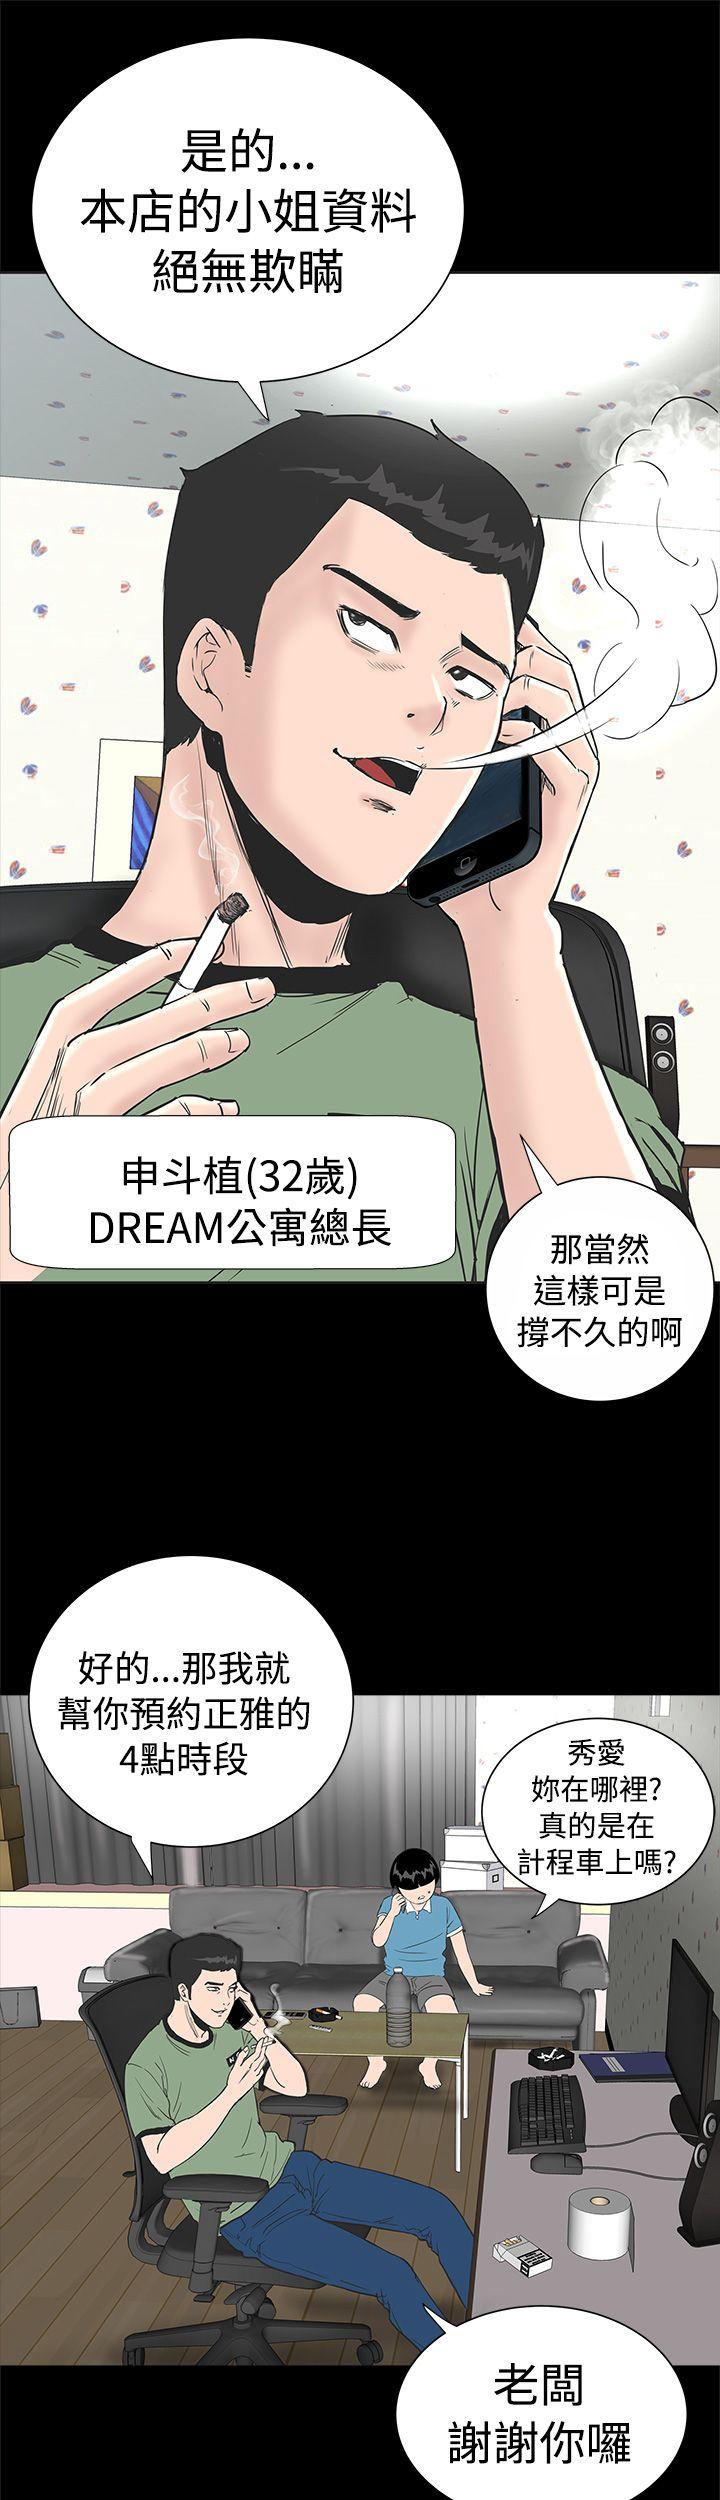 是的...
本店的小姐資料
絕無欺瞞
申斗植(32歲)
DREAM公寓總長
那當然
這樣可是
撐不久的啊
好的...那我就
幫你預約正雅的
4點時段
秀愛
妳在哪裡?
真的是在
計程車上嗎?
老闆
謝謝你囉